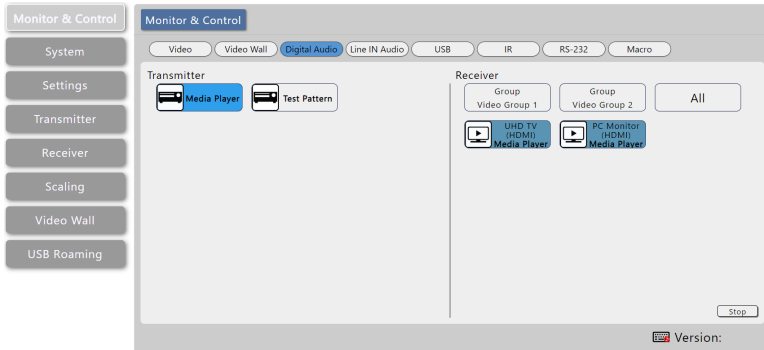 Monitor & Control
System
Settings
Transmitter
Receiver
Scaling
Video Wall
USB Roaming
Monitor & Control
Video
Video Wall
Digital Audio
Line IN Audio
USB
IR
RS-232
Macro
Transmitter
Media Player
Test Pattern
Receiver
Group
Video Group 1
Group
Video Group 2
All
UHD TV
(HDMI)
Media Player
PC Monitor
(HDMI)
Media Player
Stop
Version: